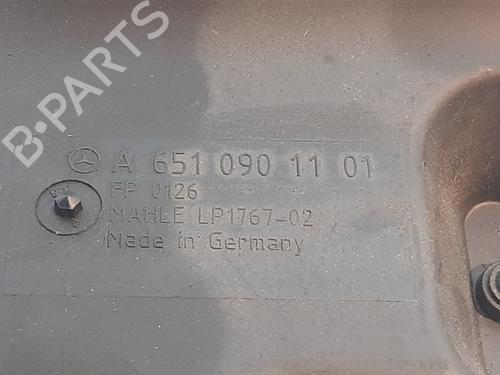 B-PARTS
A 651 090 11 01
FP 0126
MAHLE LP1767-02
Made in Germany